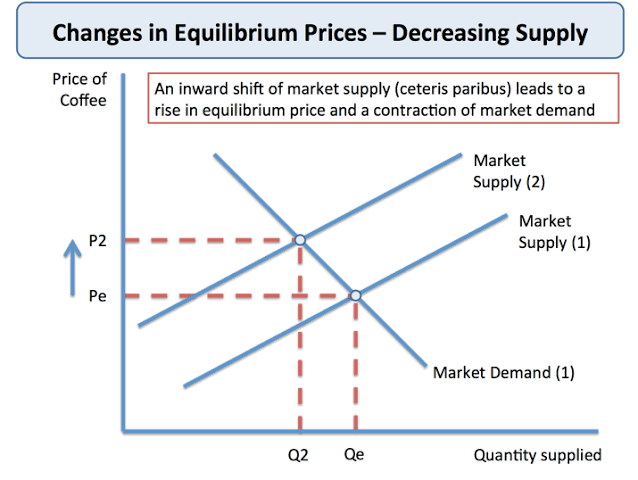 Changes in Equilibrium Prices – Decreasing Supply
Price of
Coffee
An inward shift of market supply (ceteris paribus) leads to a
rise in equilibrium price and a contraction of market demand
Market
Supply (2)
Market
Supply (1)
P2
Pe
Market Demand (1)
Q2
Qe
Quantity supplied